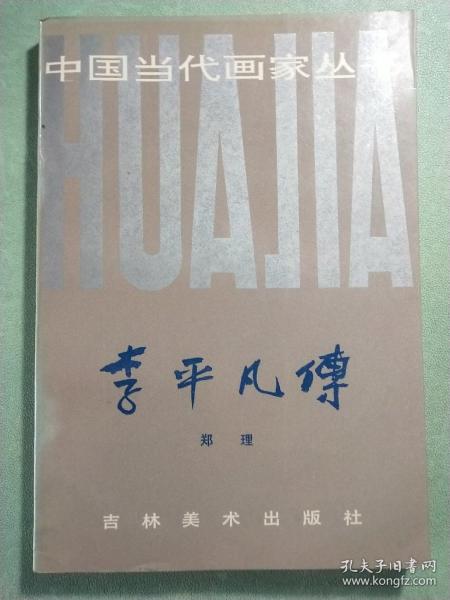 中国当代画家丛书
HUAJIA
李平凡傳
郑理
吉林美术出版社
孔夫子旧书网
www.kongfz.com